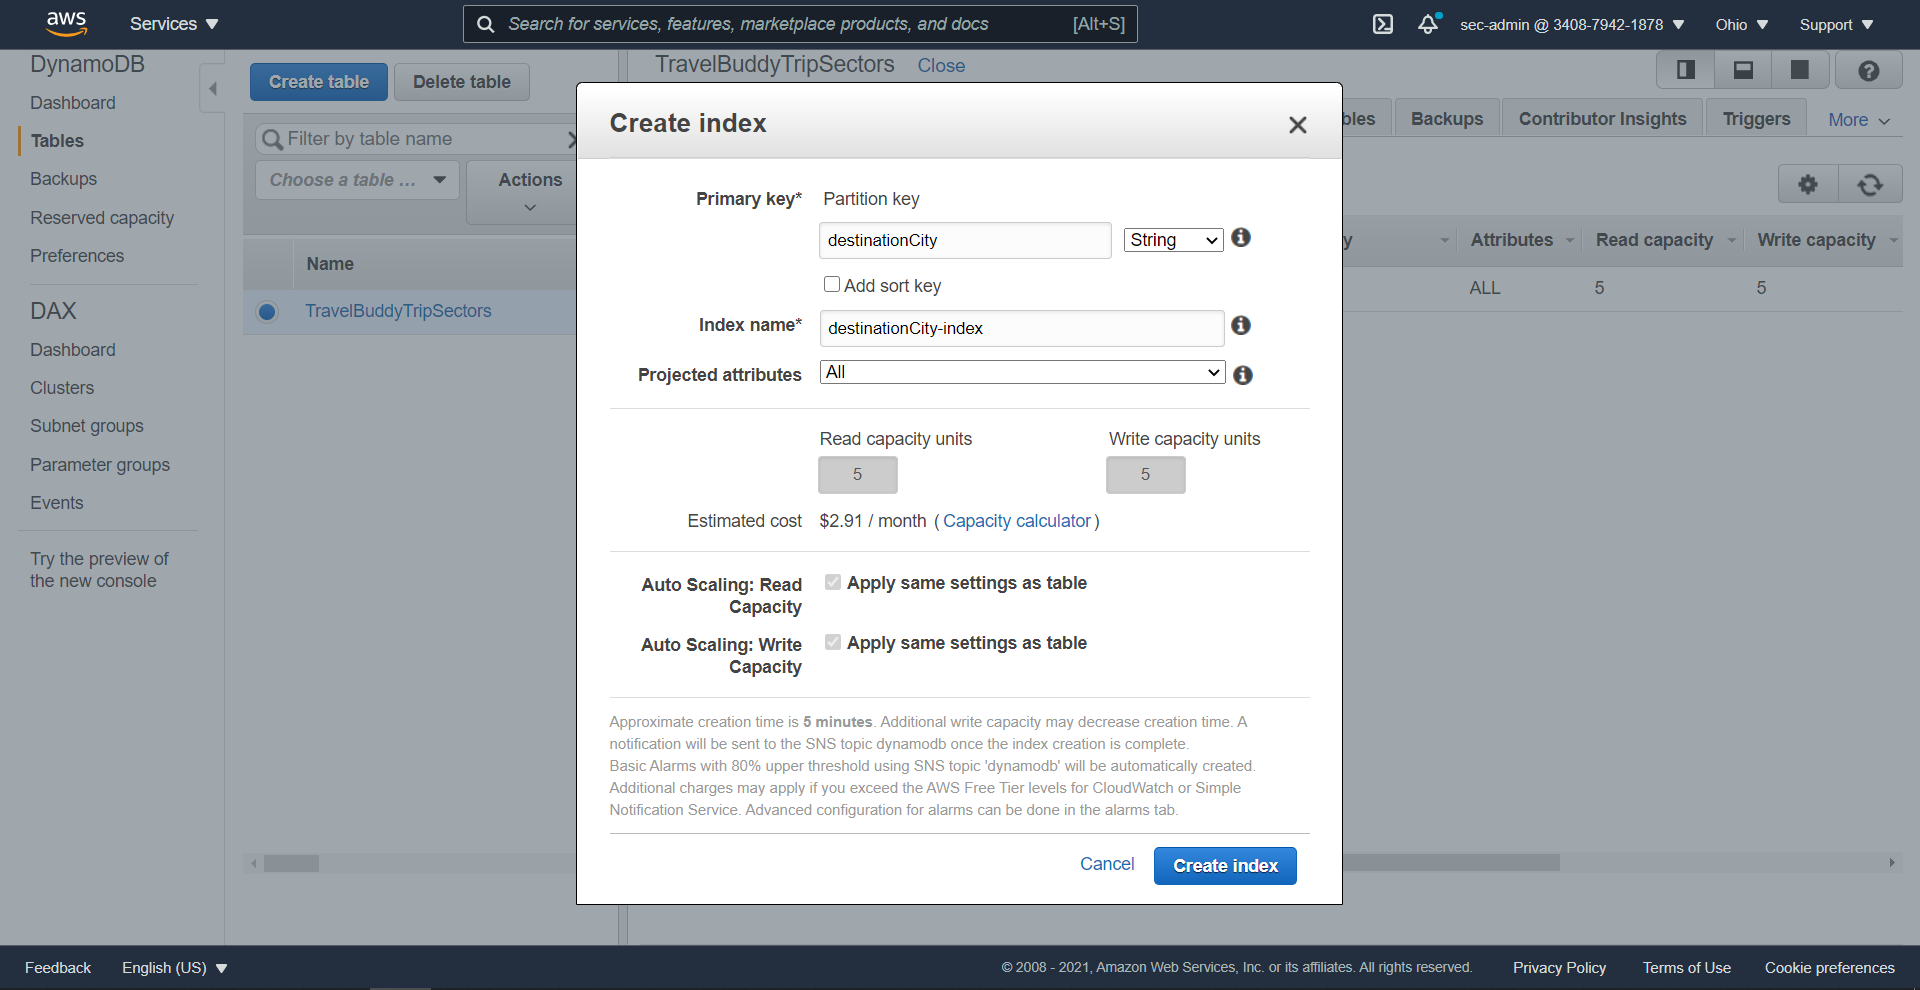 aws
Services
Search for services, features, marketplace products, and docs
[Alt+S]
sec-admin @ 3408-7942-1878
Ohio
Support
DynamoDB
Dashboard
Tables
Backups
Reserved capacity
Preferences
DAX
Dashboard
Clusters
Subnet groups
Parameter groups
Events
Try the preview of
the new console
Create table
Delete table
Filter by table name
Choose a table ...
Actions
Name
TravelBuddyTripSectors
TravelBuddyTripSectors
Close
bles
Backups
Contributor Insights
Triggers
More
y
Attributes
Read capacity
Write capacity
ALL
5
5
Create index
Primary key*
Partition key
destinationCity
String
Add sort key
Index name*
destinationCity-index
Projected attributes
All
Read capacity units
Write capacity units
5
5
Estimated cost
$2.91 / month (Capacity calculator)
Auto Scaling: Read
Capacity
Apply same settings as table
Auto Scaling: Write
Capacity
Apply same settings as table
Approximate creation time is 5 minutes. Additional write capacity may decrease creation time. A
notification will be sent to the SNS topic dynamodb once the index creation is complete.
Basic Alarms with 80% upper threshold using SNS topic 'dynamodb' will be automatically created.
Additional charges may apply if you exceed the AWS Free Tier levels for CloudWatch or Simple
Notification Service. Advanced configuration for alarms can be done in the alarms tab.
Cancel
Create index
Feedback
English (US)
© 2008 - 2021, Amazon Web Services, Inc. or its affiliates. All rights reserved.
Privacy Policy
Terms of Use
Cookie preferences